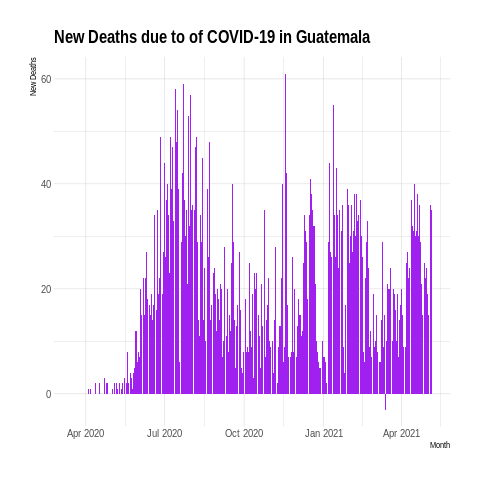 New Deaths due to of COVID-19 in Guatemala
New Deaths
60
40
20
0
Apr 2020 Jul 2020 Oct 2020 Jan 2021 Apr 2021
Month